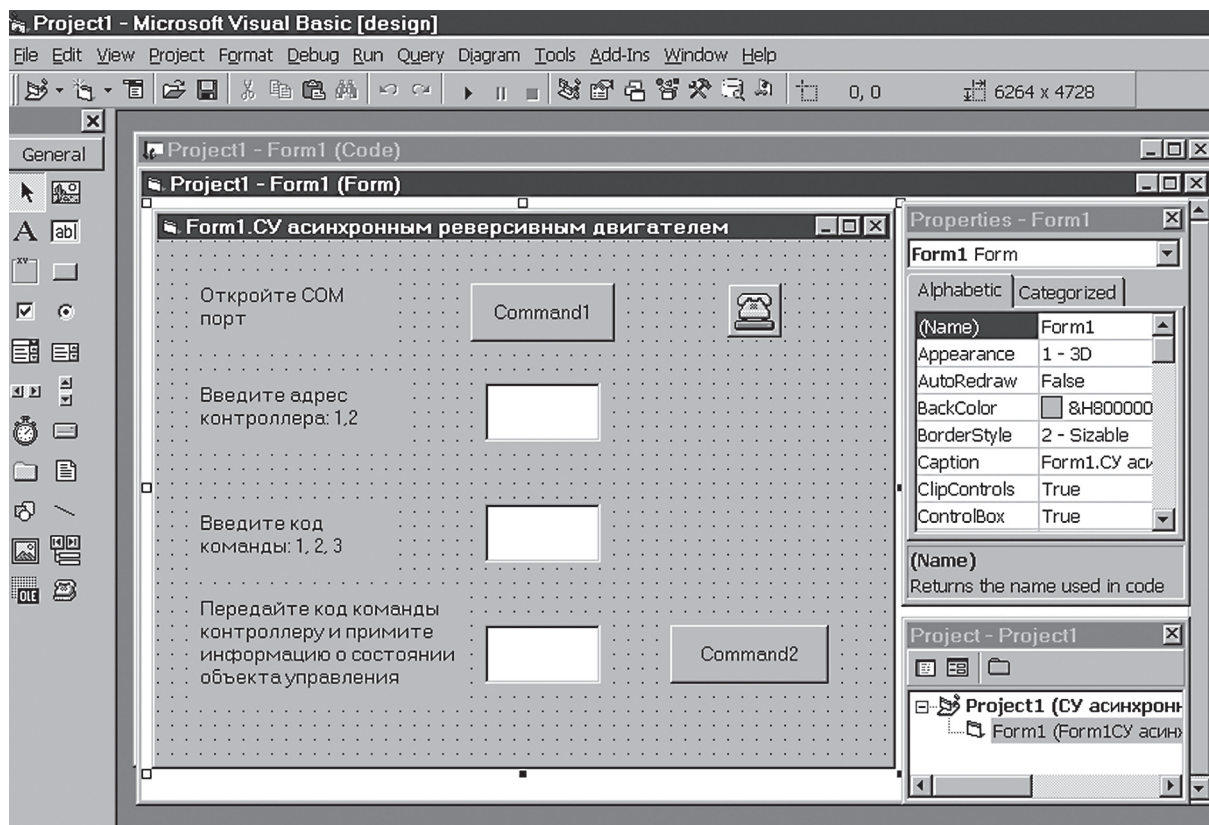 Project1 - Microsoft Visual Basic [design]
File Edit View Project Format Debug Run Query Diagram Tools Add-Ins Window Help
0, 0 6264 x 4728
General
Project1 - Form1 (Code)
Project1 - Form1 (Form)
Form1.СУ асинхронным реверсивным двигателем
Откройте COM
порт
Command1
Введите адрес
контроллера: 1,2
Введите код
команды: 1, 2, 3
Передайте код команды
контроллеру и примите
информацию о состоянии
объекта управления
Command2
A
ab|
xv
OLE
Properties - Form1
Form1 Form
Alphabetic Categorized
(Name) Form1
Appearance 1 - 3D
AutoRedraw False
BackColor &H800000
BorderStyle 2 - Sizable
Caption Form1.СУ аси
ClipControls True
ControlBox True
(Name)
Returns the name used in code
Project - Project1
Project1 (СУ асинхронн
Form1 (Form1СУ асинх